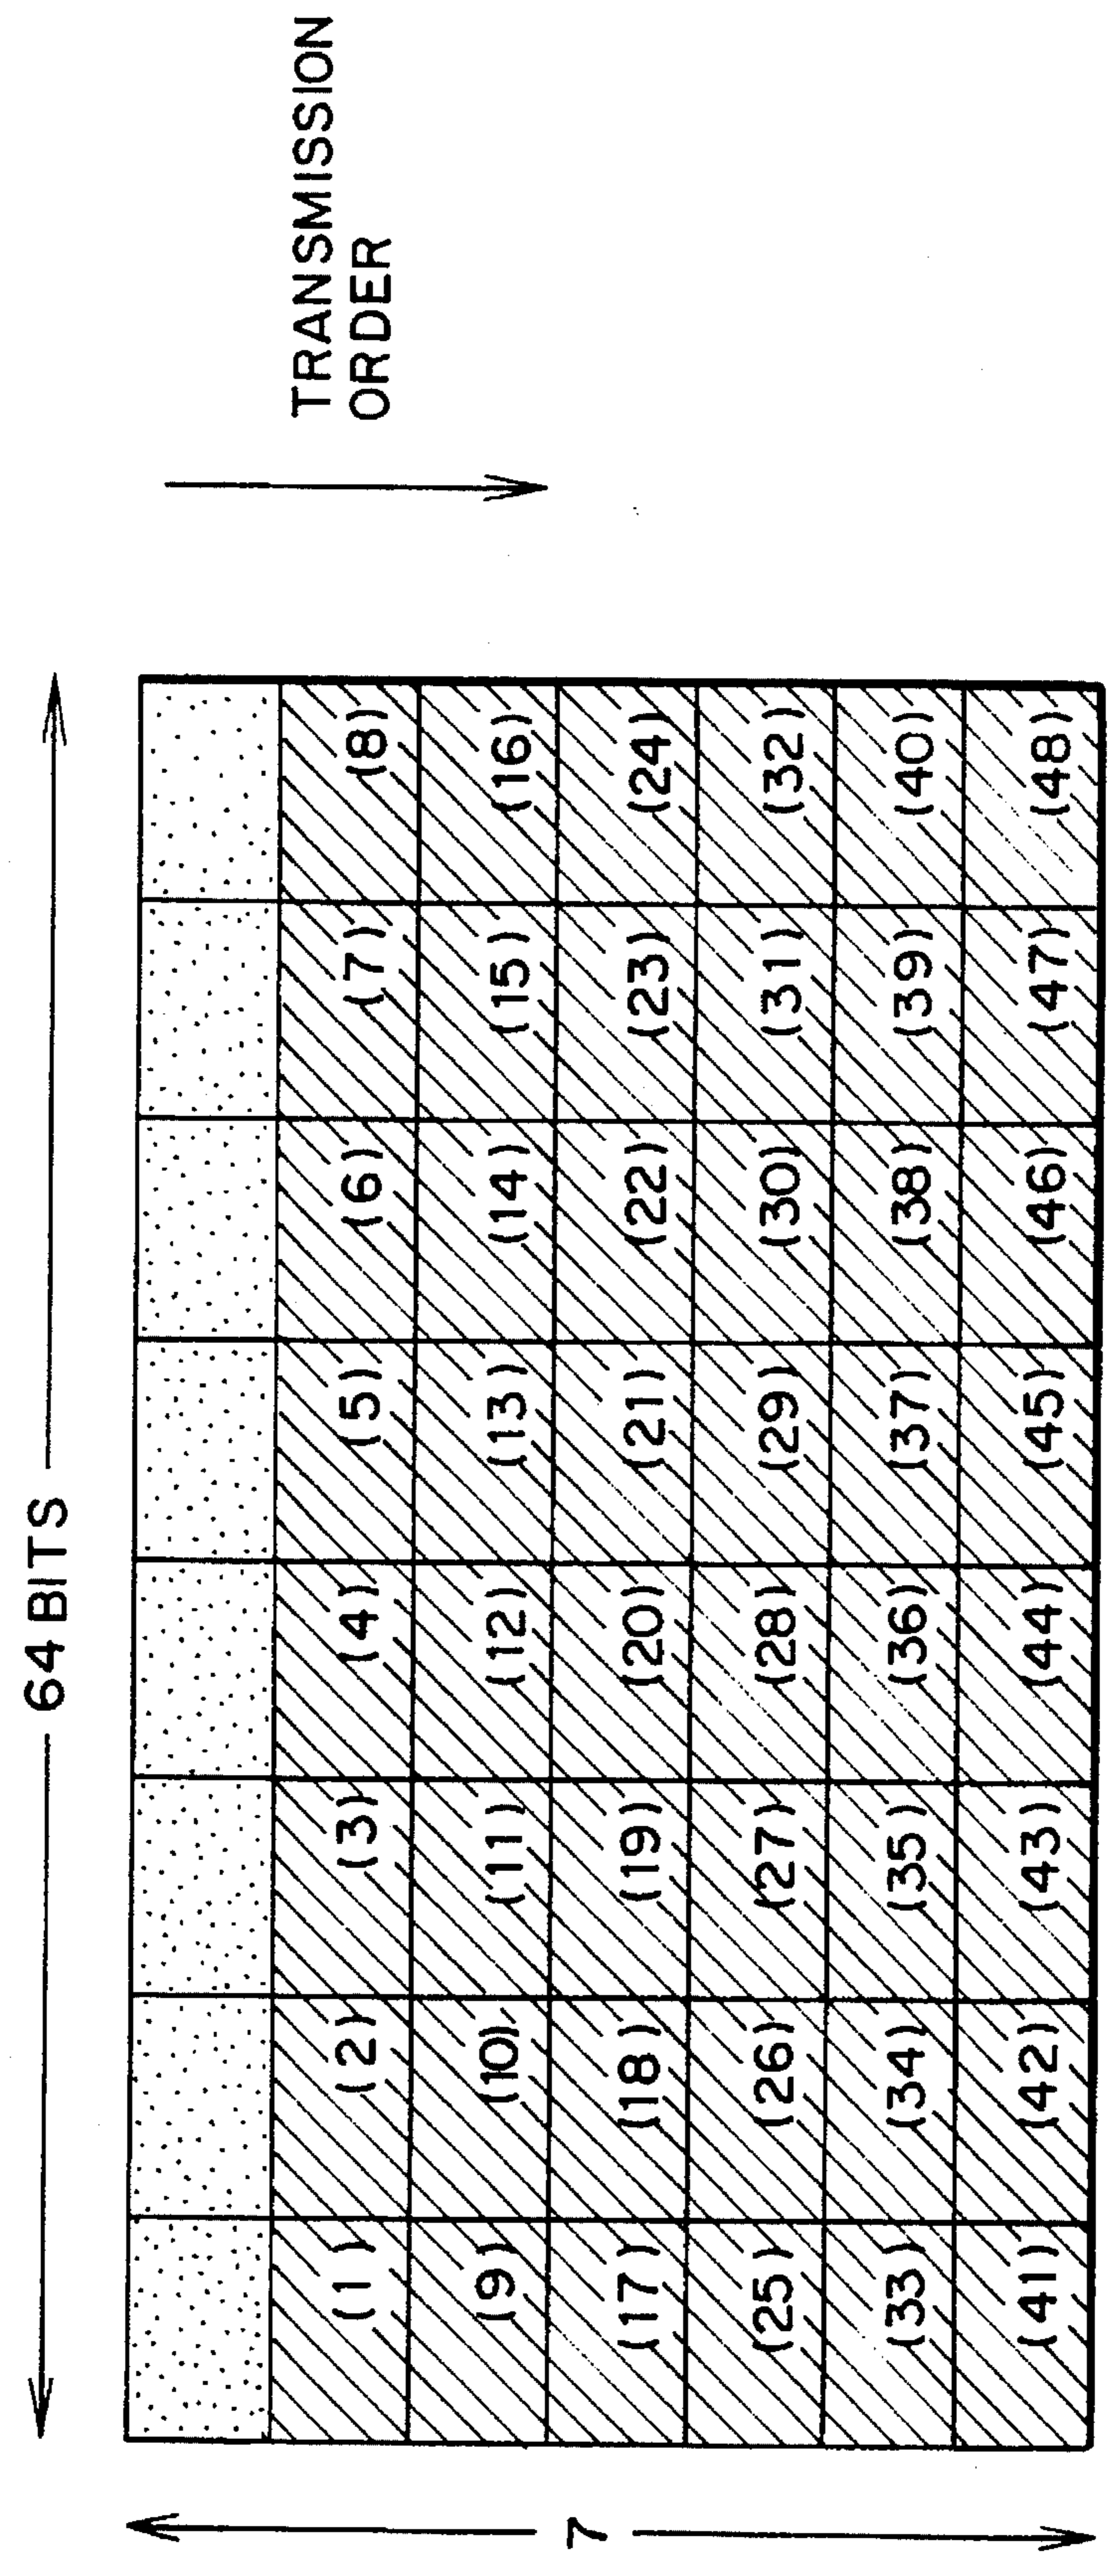 64 BITS
TRANSMISSION
ORDER
7
(1) (2) (3) (4) (5) (6) (7) (8)
(9) (10) (11) (12) (13) (14) (15) (16)
(17) (18) (19) (20) (21) (22) (23) (24)
(25) (26) (27) (28) (29) (30) (31) (32)
(33) (34) (35) (36) (37) (38) (39) (40)
(41) (42) (43) (44) (45) (46) (47) (48)